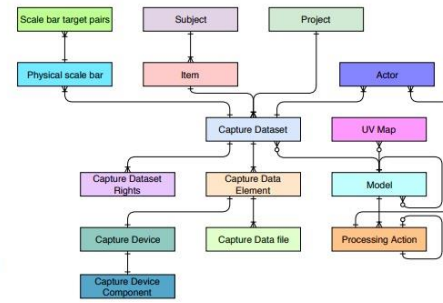 Scale bar target pairs
Subject
Project
Physical scale bar
Item
Actor
Capture Dataset
UV Map
Capture Dataset
Rights
Capture Data
Element
Model
Capture Device
Capture Data file
Processing Action
Capture Device
Component